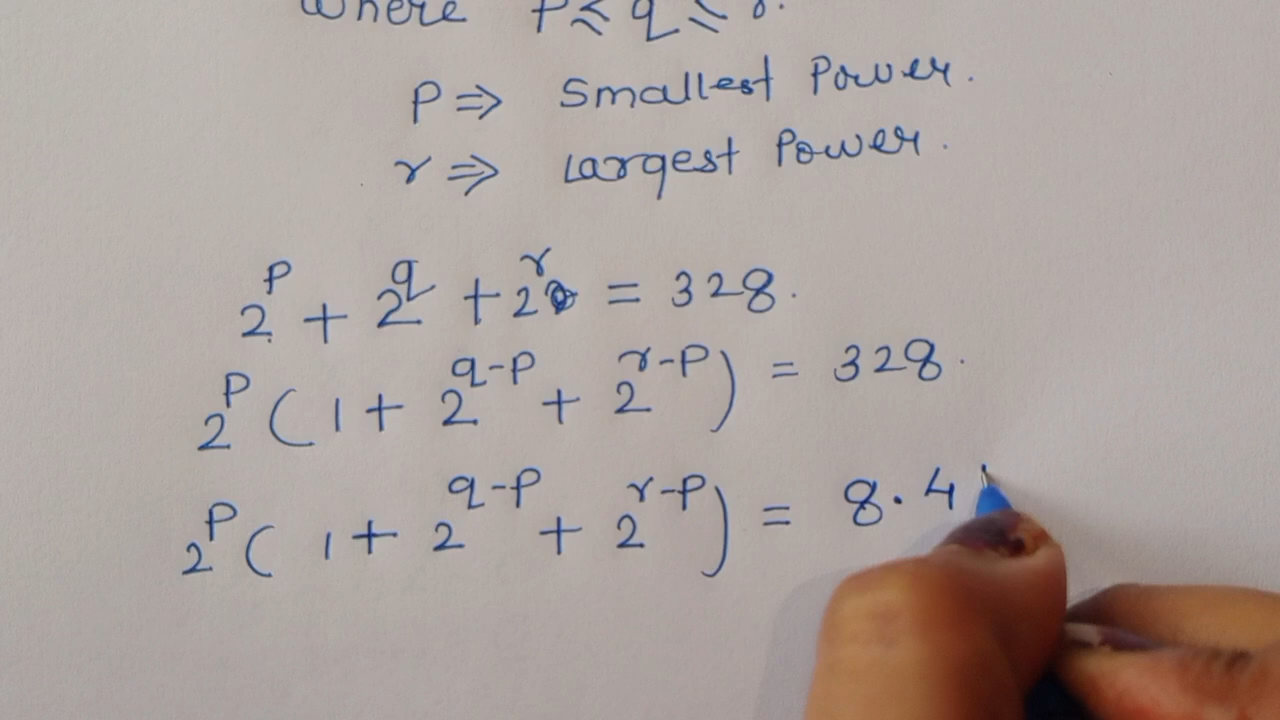 Where P ≤ q ≤ r.
P ⇒ Smallest Power.
r ⇒ Largest Power.
2^P + 2^q + 2^r = 328.
2^P (1 + 2^(q-P) + 2^(r-P)) = 328.
2^P (1 + 2^(q-P) + 2^(r-P)) = 8.4